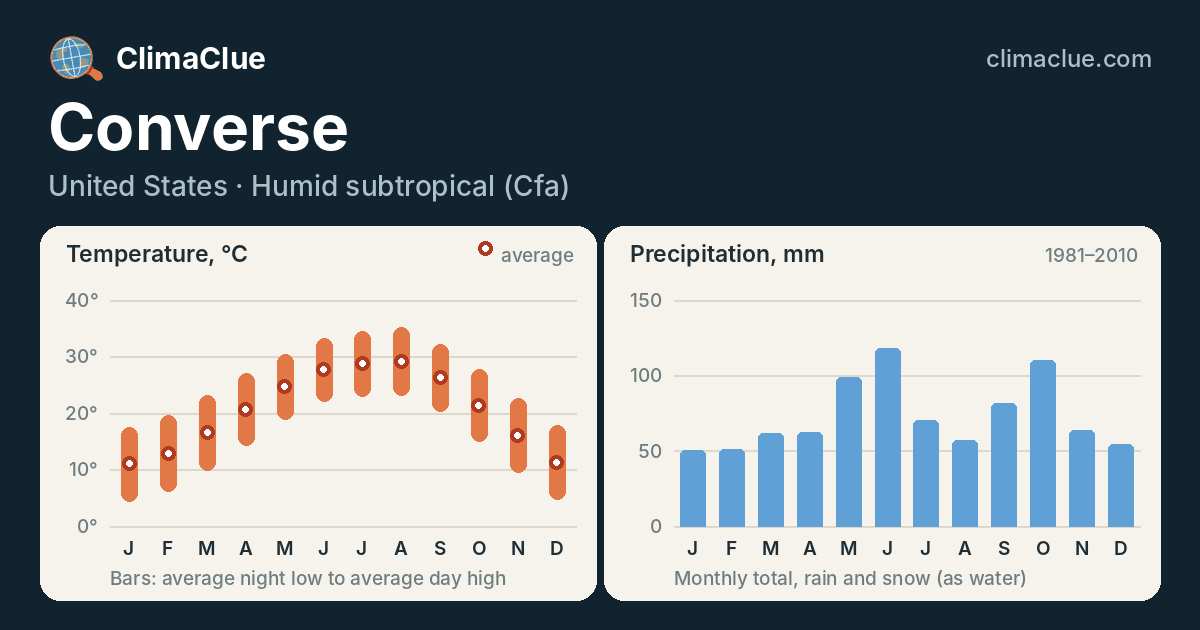 ClimaClue
climaclue.com
Converse
United States · Humid subtropical (Cfa)
Temperature, °C
average
40°
30°
20°
10°
0°
J F M A M J J A S O N D
Bars: average night low to average day high
Precipitation, mm
1981–2010
150
100
50
0
J F M A M J J A S O N D
Monthly total, rain and snow (as water)